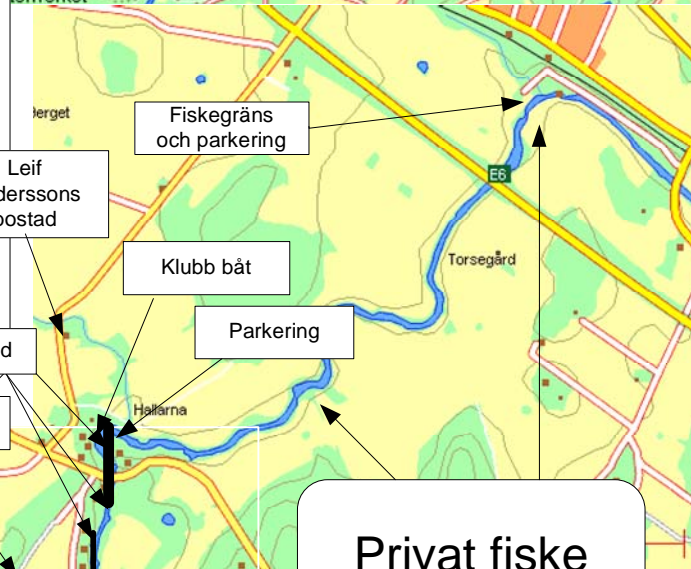 Berget
Fiskegräns
och parkering
Leif
derssons
bostad
E6
Klubb båt
Torsegård
Parkering
d
Hallarna
Privat fiske